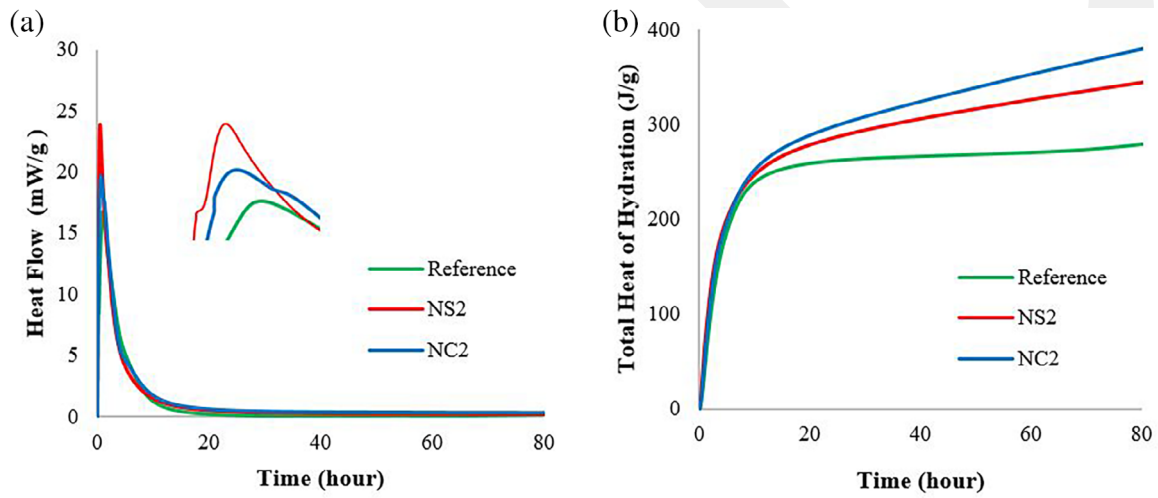 (a)
Heat Flow (mW/g )
30
25
20
15
10
5
0
0 20 40 60 80
Time (hour)
Reference
NS2
NC2
(b)
Total Heat of Hydration (J/g)
400
300
200
100
0
0 20 40 60 80
Time (hour)
Reference
NS2
NC2